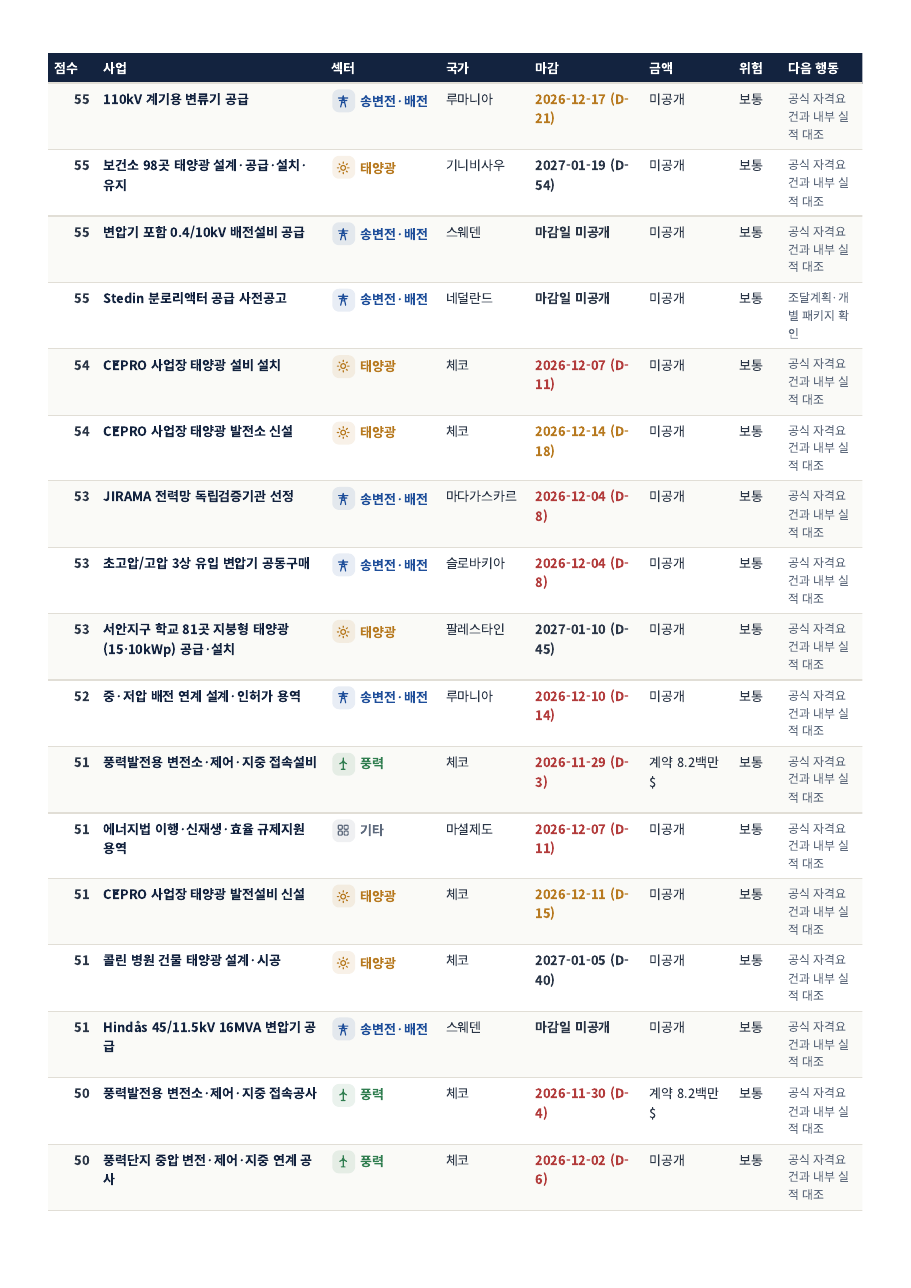 점수 사업 섹터 국가 마감 금액 위험 다음 행동
55 110kV 계기용 변류기 공급 송변전·배전 루마니아 2026-12-17 (D- 미공개 보통 공식 자격요
21) 건과 내부 실
적 대조
55 보건소 98곳 태양광 설계·공급·설치· 태양광 기니비사우 2027-01-19 (D- 미공개 보통 공식 자격요
유지 54) 건과 내부 실
적 대조
55 변압기 포함 0.4/10kV 배전설비 공급 송변전·배전 스웨덴 마감일 미공개 미공개 보통 공식 자격요
건과 내부 실
적 대조
55 Stedin 분로리액터 공급 사전공고 송변전·배전 네덜란드 마감일 미공개 미공개 보통 조달계획·개
별 패키지 확
인
54 ČEPRO 사업장 태양광 설비 설치 태양광 체코 2026-12-07 (D- 미공개 보통 공식 자격요
11) 건과 내부 실
적 대조
54 ČEPRO 사업장 태양광 발전소 신설 태양광 체코 2026-12-14 (D- 미공개 보통 공식 자격요
18) 건과 내부 실
적 대조
53 JIRAMA 전력망 독립검증기관 선정 송변전·배전 마다가스카르 2026-12-04 (D- 미공개 보통 공식 자격요
8) 건과 내부 실
적 대조
53 초고압/고압 3상 유입 변압기 공동구매 송변전·배전 슬로바키아 2026-12-04 (D- 미공개 보통 공식 자격요
8) 건과 내부 실
적 대조
53 서안지구 학교 81곳 지붕형 태양광 태양광 팔레스타인 2027-01-10 (D- 미공개 보통 공식 자격요
(15·10kWp) 공급·설치 45) 건과 내부 실
적 대조
52 중·저압 배전 연계 설계·인허가 용역 송변전·배전 루마니아 2026-12-10 (D- 미공개 보통 공식 자격요
14) 건과 내부 실
적 대조
51 풍력발전용 변전소·제어·지중 접속설비 풍력 체코 2026-11-29 (D- 계약 8.2백만 보통 공식 자격요
3) $ 건과 내부 실
적 대조
51 에너지법 이행·신재생·효율 규제지원 기타 마셜제도 2026-12-07 (D- 미공개 보통 공식 자격요
용역 11) 건과 내부 실
적 대조
51 ČEPRO 사업장 태양광 발전설비 신설 태양광 체코 2026-12-11 (D- 미공개 보통 공식 자격요
15) 건과 내부 실
적 대조
51 콜린 병원 건물 태양광 설계·시공 태양광 체코 2027-01-05 (D- 미공개 보통 공식 자격요
40) 건과 내부 실
적 대조
51 Hindås 45/11.5kV 16MVA 변압기 공 송변전·배전 스웨덴 마감일 미공개 미공개 보통 공식 자격요
급 건과 내부 실
적 대조
50 풍력발전용 변전소·제어·지중 접속공사 풍력 체코 2026-11-30 (D- 계약 8.2백만 보통 공식 자격요
4) $ 건과 내부 실
적 대조
50 풍력단지 중압 변전·제어·지중 연계 공 풍력 체코 2026-12-02 (D- 미공개 보통 공식 자격요
사 6) 건과 내부 실
적 대조